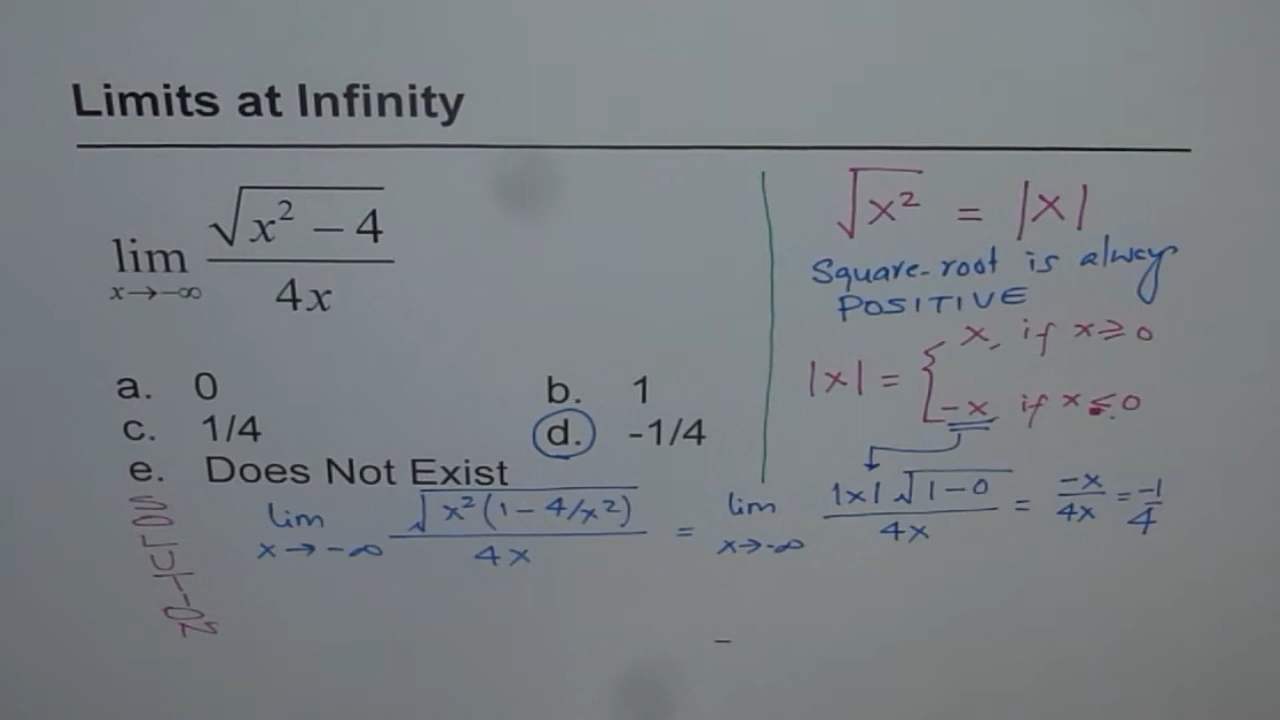 Limits at Infinity
lim x→−∞ √(x² − 4) / 4x
a. 0
b. 1
c. 1/4
d. -1/4
e. Does Not Exist
√x² = |x|
Square-root is always
POSITIVE
|x| = { x, if x ≥ 0
-x, if x ≤ 0
SOLUTION
lim x→-∞ √(x²(1 - 4/x²)) / 4x = lim x→-∞ |x| √(1-0) / 4x = -x / 4x = -1 / 4